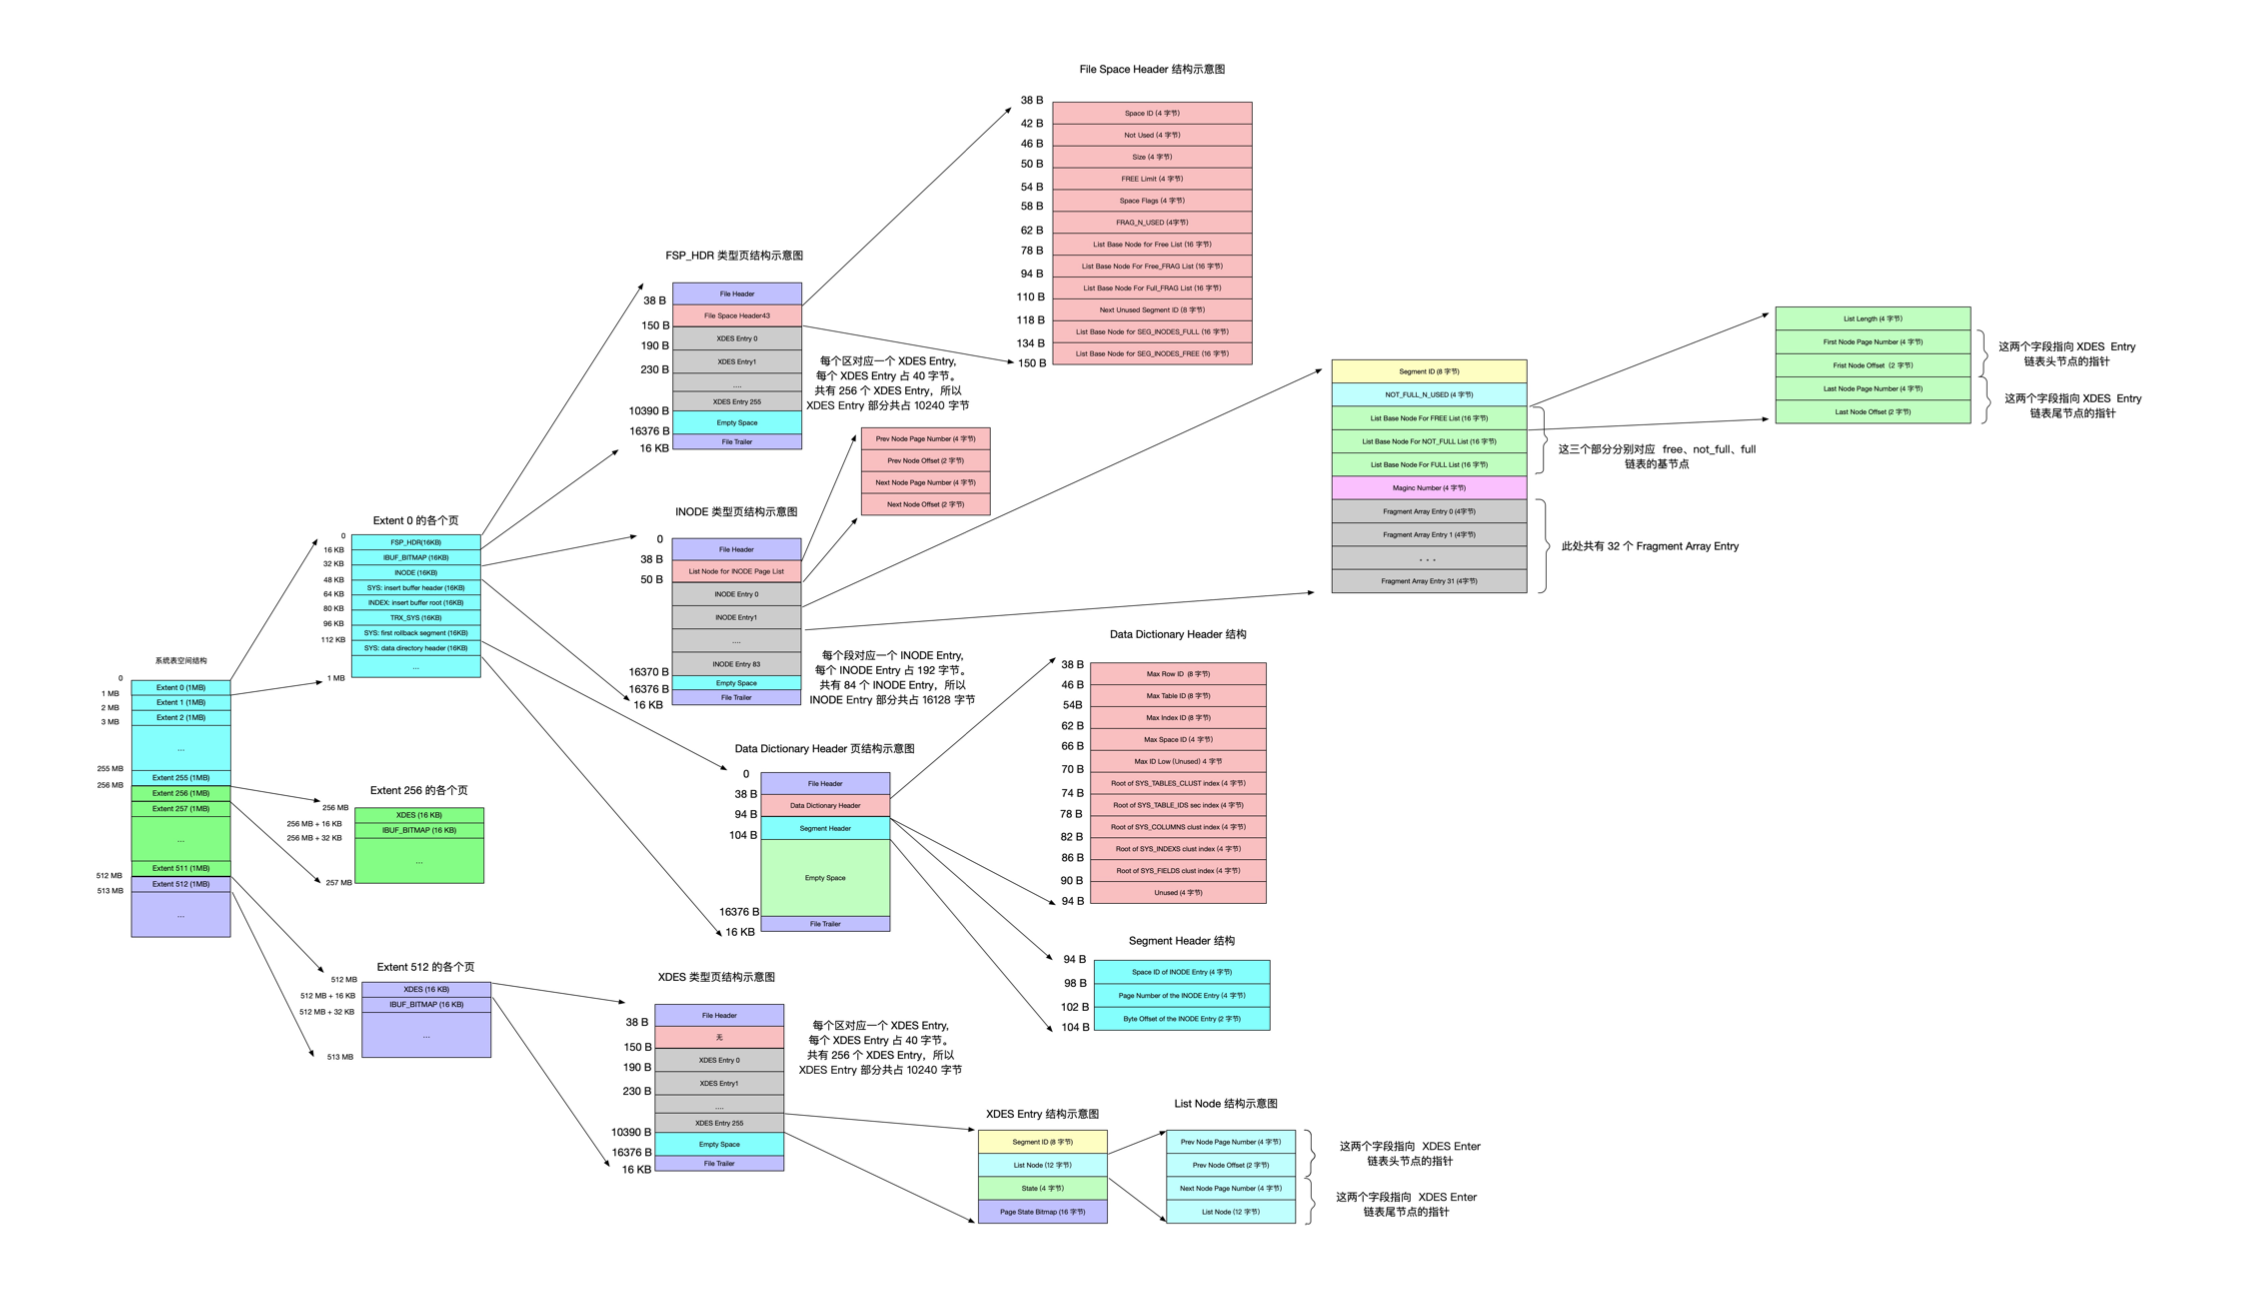 系统表空间结构
0
1 MB
2 MB
3 MB
255 MB
256 MB
512 MB
513 MB
Extent 0 (1MB)
Extent 1 (1MB)
Extent 2 (1MB)
...
Extent 255 (1MB)
Extent 256 (1MB)
Extent 257 (1MB)
...
Extent 511 (1MB)
Extent 512 (1MB)
...
Extent 0 的各个页
0
16 KB
32 KB
48 KB
64 KB
80 KB
96 KB
112 KB
1 MB
FSP_HDR(16KB)
IBUF_BITMAP (16KB)
INODE (16KB)
SYS: insert buffer header (16KB)
INDEX: insert buffer root (16KB)
TRX_SYS (16KB)
SYS: first rollback segment (16KB)
SYS: data directory header (16KB)
...
Extent 256 的各个页
256 MB
256 MB + 16 KB
256 MB + 32 KB
257 MB
XDES (16 KB)
IBUF_BITMAP (16 KB)
...
Extent 512 的各个页
512 MB
512 MB + 16 KB
512 MB + 32 KB
513 MB
XDES (16 KB)
IBUF_BITMAP (16 KB)
...
FSP_HDR 类型页结构示意图
38 B
150 B
190 B
230 B
10390 B
16376 B
16 KB
File Header
File Space Header43
XDES Entry 0
XDES Entry1
....
XDES Entry 255
Empty Space
File Trailer
每个区对应一个 XDES Entry,
每个 XDES Entry 占 40 字节。
共有 256 个 XDES Entry，所以
XDES Entry 部分共占 10240 字节
File Space Header 结构示意图
38 B
42 B
46 B
50 B
54 B
58 B
62 B
78 B
94 B
110 B
118 B
134 B
150 B
Space ID (4 字节)
Not Used (4 字节)
Size (4 字节)
FREE Limit (4 字节)
Space Flags (4 字节)
FRAG_N_USED (4字节)
List Base Node for Free List (16 字节)
List Base Node For Free_FRAG List (16 字节)
List Base Node For Full_FRAG List (16 字节)
Next Unused Segment ID (8 字节)
List Base Node for SEG_INODES_FULL (16 字节)
List Base Node for SEG_INODES_FREE (16 字节)
INODE 类型页结构示意图
0
38 B
50 B
16370 B
16376 B
16 KB
File Header
List Node for INODE Page List
INODE Entry 0
INODE Entry1
....
INODE Entry 83
Empty Space
File Trailer
Prev Node Page Number (4 字节)
Prev Node Offset (2 字节)
Next Node Page Number (4 字节)
Next Node Offset (2 字节)
每个段对应一个 INODE Entry,
每个 INODE Entry 占 192 字节。
共有 84 个 INODE Entry，所以
INODE Entry 部分共占 16128 字节
Segment ID (8 字节)
NOT_FULL_N_USED (4 字节)
List Base Node For FREE List (16 字节)
List Base Node For NOT_FULL List (16 字节)
List Base Node For FULL List (16 字节)
Maginc Number (4 字节)
Fragment Array Entry 0 (4字节)
Fragment Array Entry 1 (4字节)
. . .
Fragment Array Entry 31 (4字节)
这三个部分分别对应 free、not_full、full
链表的基节点
此处共有 32 个 Fragment Array Entry
List Length (4 字节)
First Node Page Number (4 字节)
Frist Node Offset (2 字节)
Last Node Page Number (4 字节)
Last Node Offset (2 字节)
这两个字段指向 XDES Entry
链表头节点的指针
这两个字段指向 XDES Entry
链表尾节点的指针
Data Dictionary Header 页结构示意图
0
38 B
94 B
104 B
16376 B
16 KB
File Header
Data Dictionary Header
Segment Header
Empty Space
File Trailer
Data Dictionary Header 结构
38 B
46 B
54B
62 B
66 B
70 B
74 B
78 B
82 B
86 B
90 B
94 B
Max Row ID (8 字节)
Max Table ID (8 字节)
Max Index ID (8 字节)
Max Space ID (4 字节)
Max ID Low (Unused) 4 字节
Root of SYS_TABLES_CLUST index (4 字节)
Root of SYS_TABLE_IDS sec index (4 字节)
Root of SYS_COLUMNS clust index (4 字节)
Root of SYS_INDEXS clust index (4 字节)
Root of SYS_FIELDS clust index (4 字节)
Unused (4 字节)
Segment Header 结构
94 B
98 B
102 B
104 B
Space ID of INODE Entry (4 字节)
Page Number of the INODE Entry (4 字节)
Byte Offset of the INODE Entry (2 字节)
XDES 类型页结构示意图
38 B
150 B
190 B
230 B
10390 B
16376 B
16 KB
File Header
无
XDES Entry 0
XDES Entry1
....
XDES Entry 255
Empty Space
File Trailer
每个区对应一个 XDES Entry,
每个 XDES Entry 占 40 字节。
共有 256 个 XDES Entry，所以
XDES Entry 部分共占 10240 字节
XDES Entry 结构示意图
Segment ID (8 字节)
List Node (12 字节)
State (4 字节)
Page State Bitmap (16 字节)
List Node 结构示意图
Prev Node Page Number (4 字节)
Prev Node Offset (2 字节)
Next Node Page Number (4 字节)
List Node (12 字节)
这两个字段指向 XDES Enter
链表头节点的指针
这两个字段指向 XDES Enter
链表尾节点的指针